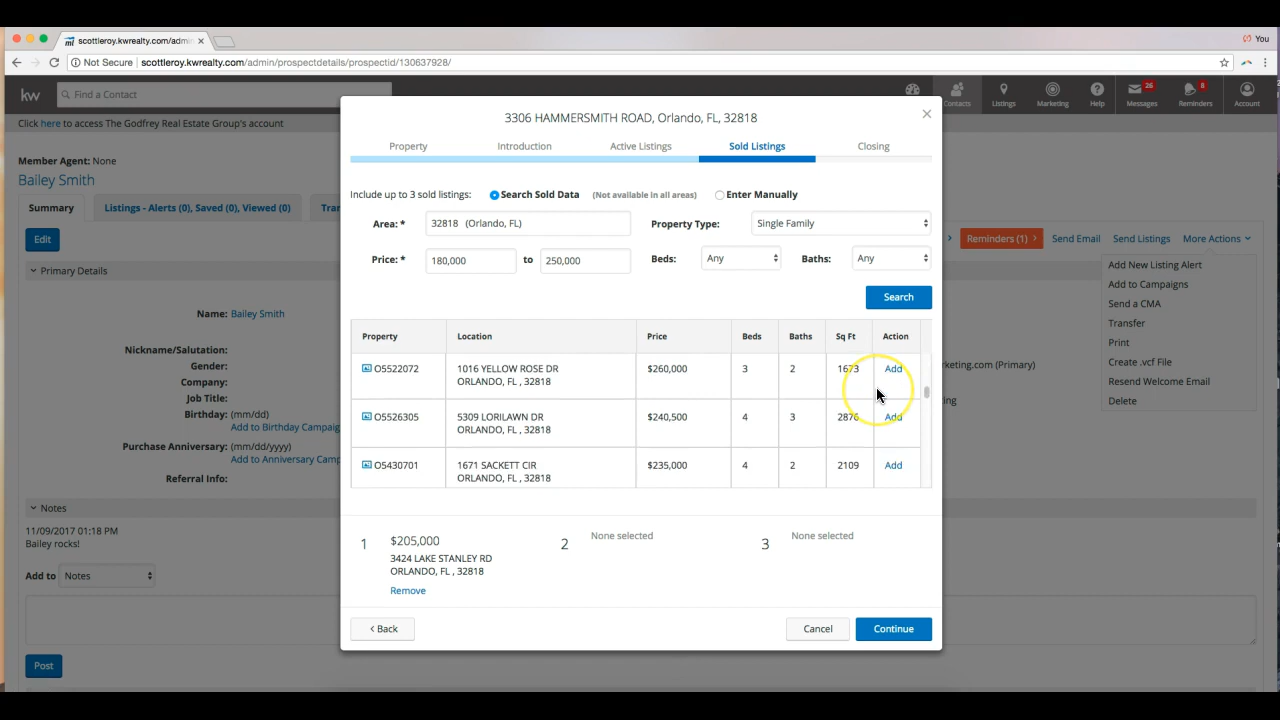 scottleroy.kwrealty.com/admin
You
Not Secure scottleroy.kwrealty.com/admin/prospectdetails/prospectid/130637928/
kw Find a Contact
Contacts Listings Marketing Help Messages 26 Reminders 8 Account
Click here to access The Godfrey Real Estate Group's account
Member Agent: None
Bailey Smith
Summary Listings - Alerts (0), Saved (0), Viewed (0) Tra
Edit
Reminders (1) Send Email Send Listings More Actions
Primary Details
Add New Listing Alert
Add to Campaigns
Send a CMA
Transfer
Print
Create .vcf File
Resend Welcome Email
Delete
Name: Bailey Smith
Nickname/Salutation:
Gender:
Company:
Job Title:
Birthday: (mm/dd)
Add to Birthday Campaig
Purchase Anniversary: (mm/dd/yyyy)
Add to Anniversary Camp
Referral Info:
keting.com (Primary)
ng
Notes
11/09/2017 01:18 PM
Bailey rocks!
Add to Notes
Post
3306 HAMMERSMITH ROAD, Orlando, FL, 32818
Property Introduction Active Listings Sold Listings Closing
Include up to 3 sold listings: Search Sold Data (Not available in all areas) Enter Manually
Area: * 32818 (Orlando, FL) Property Type: Single Family
Price: * 180,000 to 250,000 Beds: Any Baths: Any
Search
Property Location Price Beds Baths Sq Ft Action
O5522072 1016 YELLOW ROSE DR $260,000 3 2 1673 Add
ORLANDO, FL , 32818
O5526305 5309 LORILAWN DR $240,500 4 3 2876 Add
ORLANDO, FL , 32818
O5430701 1671 SACKETT CIR $235,000 4 2 2109 Add
ORLANDO, FL , 32818
1 $205,000 2 None selected 3 None selected
3424 LAKE STANLEY RD
ORLANDO, FL , 32818
Remove
< Back Cancel Continue